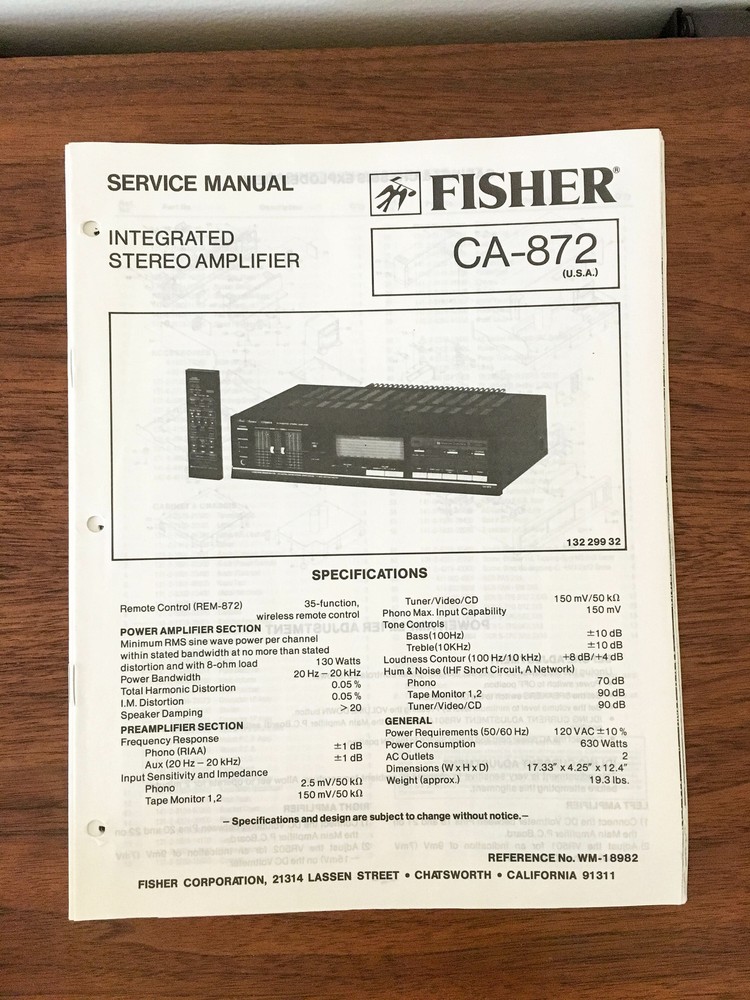 SERVICE MANUAL
FISHER®
INTEGRATED
STEREO AMPLIFIER
CA-872
(U.S.A.)
132 299 32
SPECIFICATIONS
Remote Control (REM-872) 35-function,
wireless remote control
POWER AMPLIFIER SECTION
Minimum RMS sine wave power per channel
within stated bandwidth at no more than stated
distortion and with 8-ohm load 130 Watts
Power Bandwidth 20 Hz – 20 kHz
Total Harmonic Distortion 0.05 %
I.M. Distortion 0.05 %
Speaker Damping > 20
PREAMPLIFIER SECTION
Frequency Response
Phono (RIAA) ±1 dB
Aux (20 Hz – 20 kHz) ±1 dB
Input Sensitivity and Impedance
Phono 2.5 mV/50 kΩ
Tape Monitor 1,2 150 mV/50 kΩ
Tuner/Video/CD 150 mV/50 kΩ
Phono Max. Input Capability 150 mV
Tone Controls
Bass(100Hz) ±10 dB
Treble(10KHz) ±10 dB
Loudness Contour (100 Hz/10 kHz) +8 dB/+4 dB
Hum & Noise (IHF Short Circuit, A Network)
Phono 70 dB
Tape Monitor 1,2 90 dB
Tuner/Video/CD 90 dB
GENERAL
Power Requirements (50/60 Hz) 120 VAC ±10 %
Power Consumption 630 Watts
AC Outlets 2
Dimensions (W x H x D) 17.33" x 4.25" x 12.4"
Weight (approx.) 19.3 lbs.
– Specifications and design are subject to change without notice. –
REFERENCE No. WM-18982
FISHER CORPORATION, 21314 LASSEN STREET • CHATSWORTH • CALIFORNIA 91311